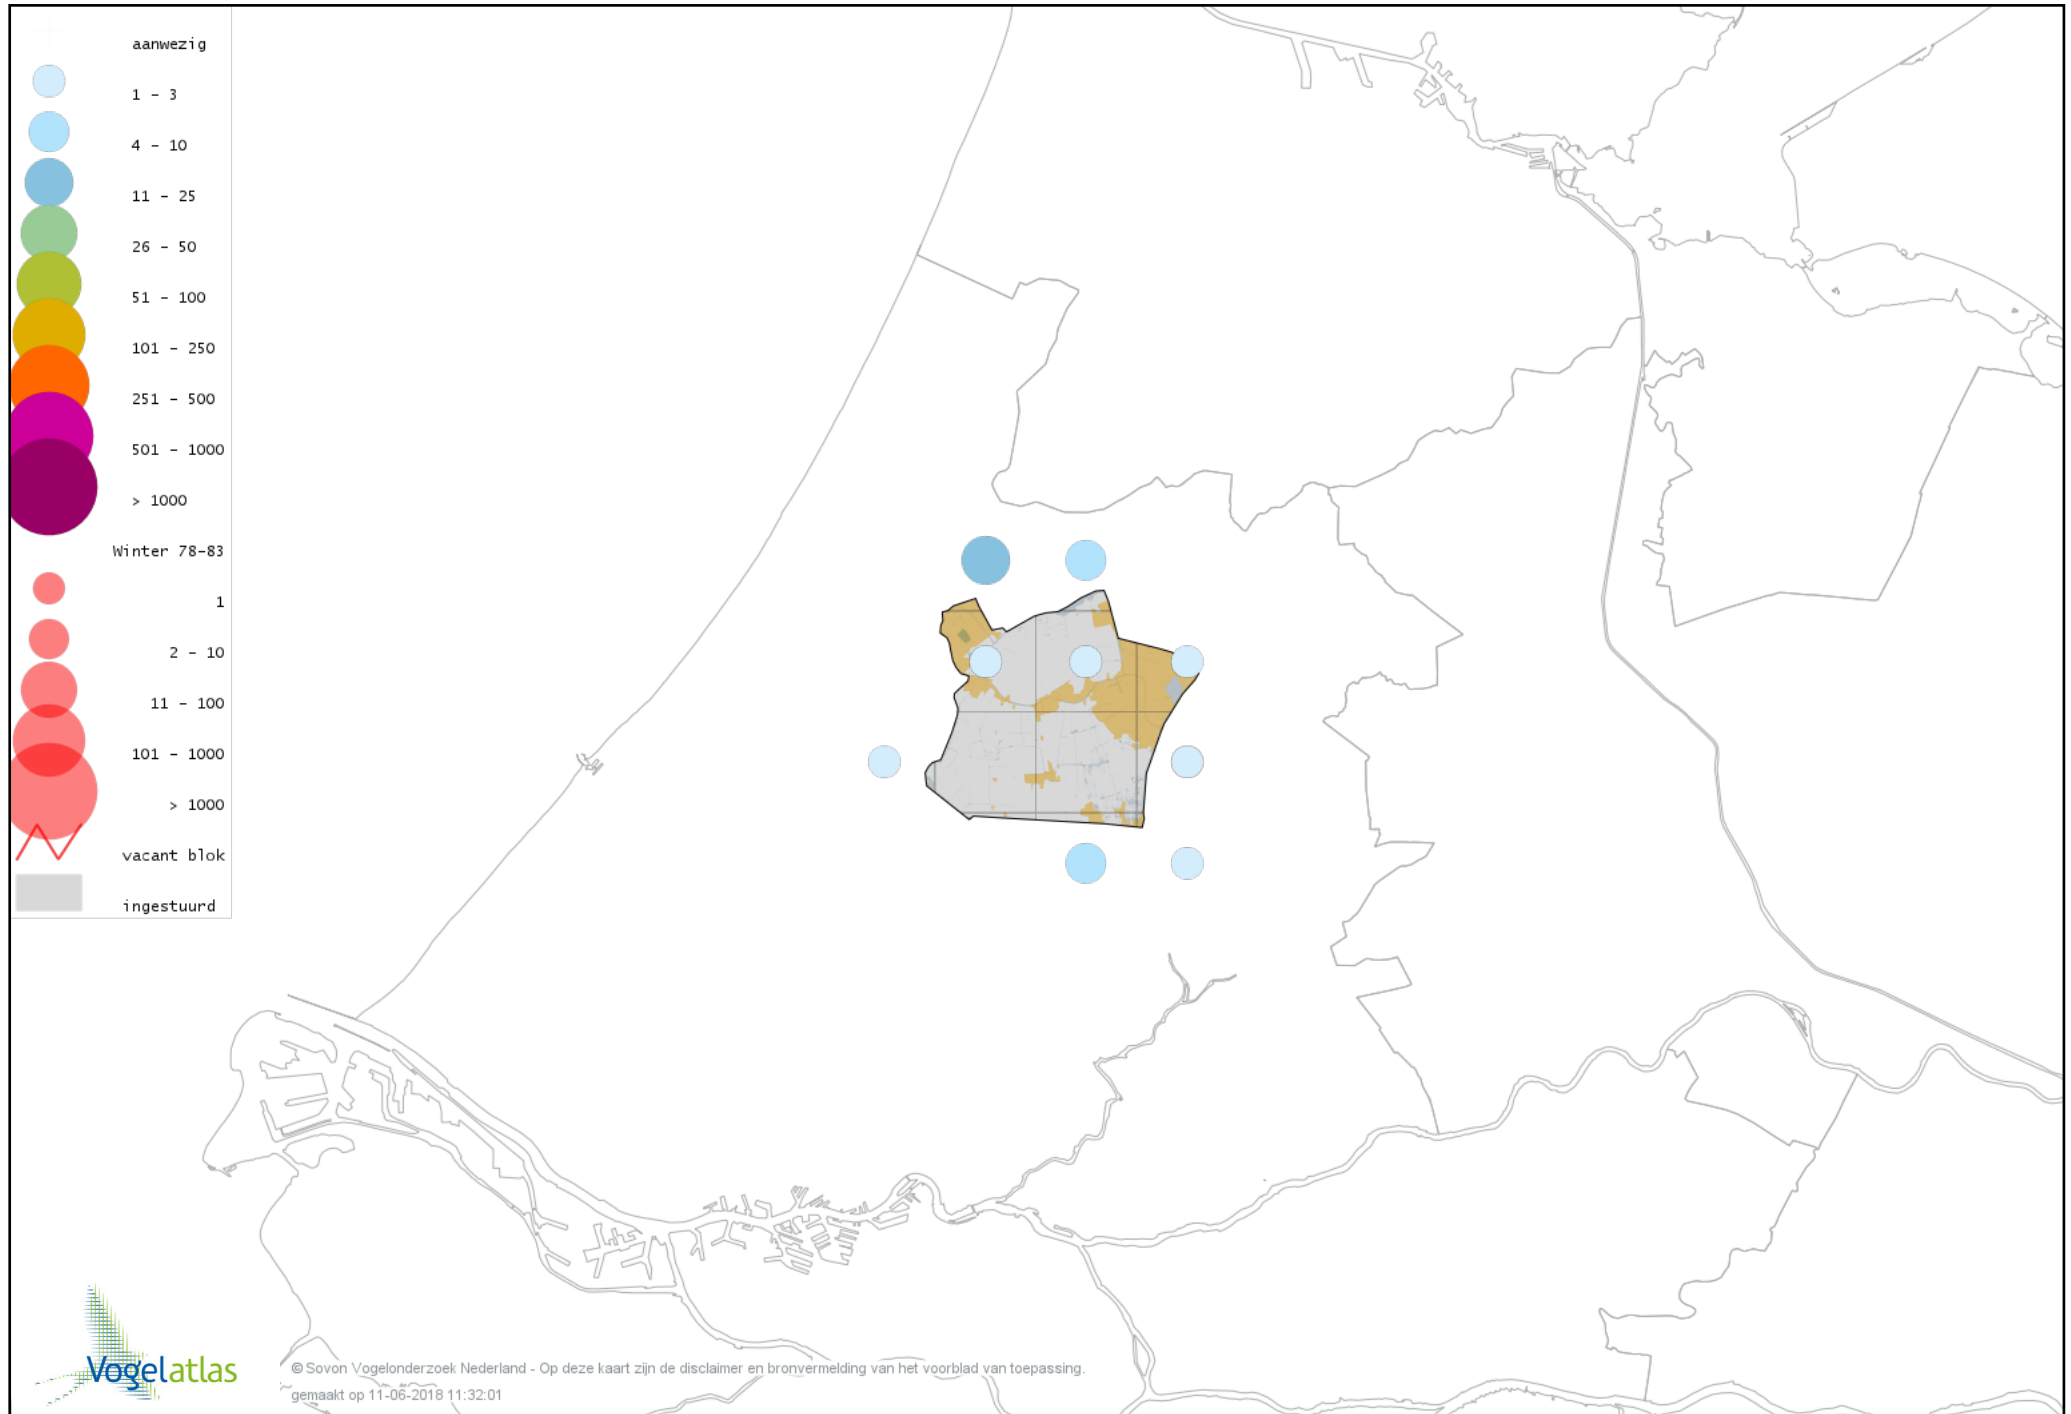 aanwezig
1 - 3
4 - 10
11 - 25
26 - 50
51 - 100
101 - 250
251 - 500
501 - 1000
> 1000
Winter 78-83
1
2 - 10
11 - 100
101 - 1000
> 1000
vacant blok
ingestuurd
Vogelatlas
© Sovon Vogelonderzoek Nederland - Op deze kaart zijn de disclaimer en bronvermelding van het voorblad van toepassing.
gemaakt op 11-06-2018 11:32:01